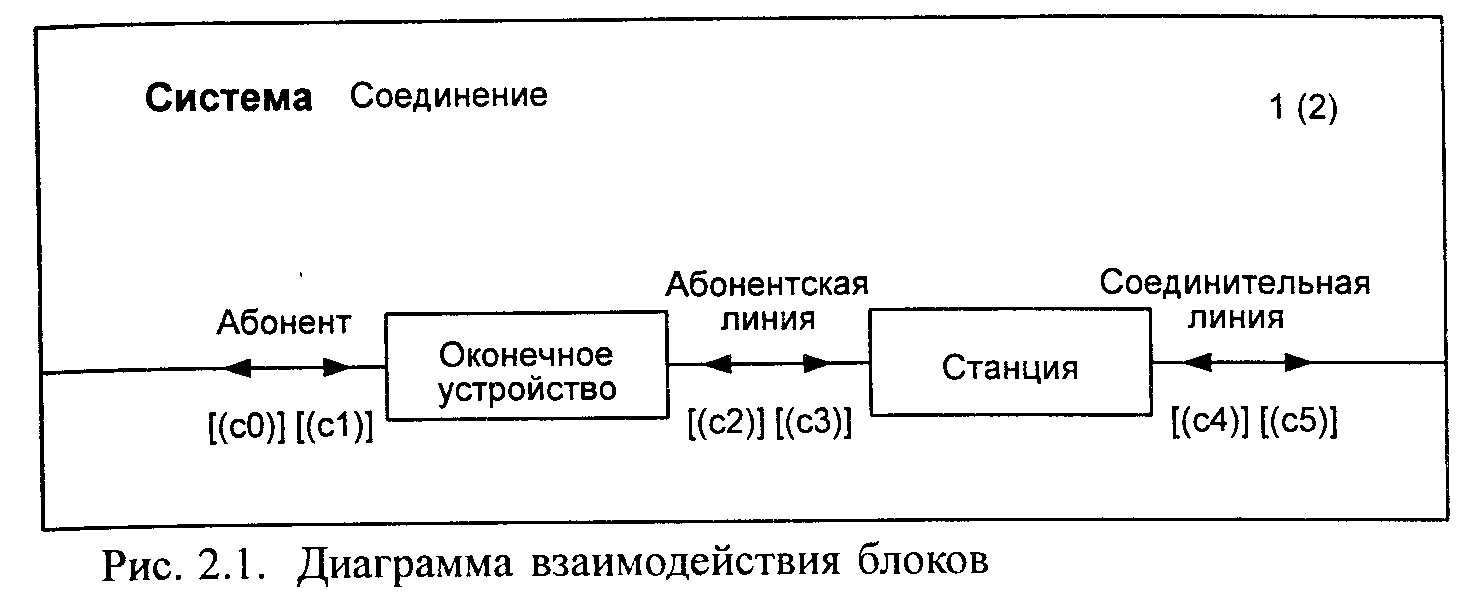 Система Соединение
1 (2)
Абонент
Оконечное
устройство
Абонентская
линия
Станция
Соединительная
линия
[(c0)] [(c1)]
[(c2)] [(c3)]
[(c4)] [(c5)]
Рис. 2.1. Диаграмма взаимодействия блоков